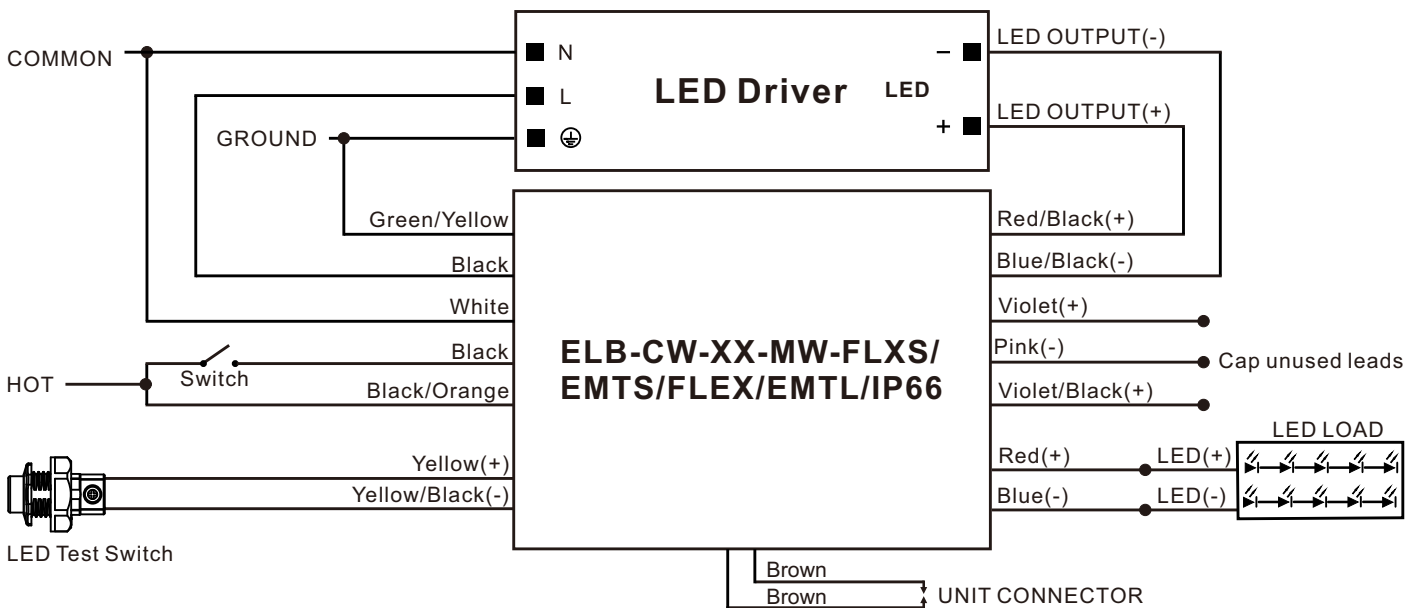 COMMON
N
L
GROUND
LED Driver
LED
−
+
LED OUTPUT(-)
LED OUTPUT(+)
Green/Yellow
Black
White
HOT
Switch
Black
Black/Orange
Yellow(+)
Yellow/Black(-)
LED Test Switch
ELB-CW-XX-MW-FLXS/
EMTS/FLEX/EMTL/IP66
Red/Black(+)
Blue/Black(-)
Violet(+)
Pink(-)
Cap unused leads
Violet/Black(+)
LED LOAD
Red(+)
LED(+)
Blue(-)
LED(-)
Brown
Brown
UNIT CONNECTOR